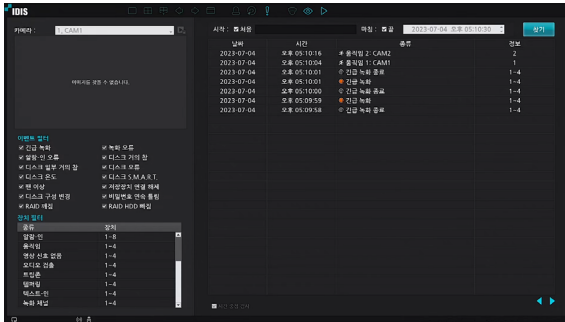 IDIS
카메라 : 1, CAM1
시작 : 처음 마침 : 끝 2023-07-04 오후 05:10:30 찾기
이미지를 찾을 수 없습니다.
날짜 시간 종류 정보
2023-07-04 오후 05:10:16 움직임 2: CAM2 2
2023-07-04 오후 05:10:14 움직임 1: CAM1 1
2023-07-04 오후 05:10:01 긴급 녹화 종료 1~4
2023-07-04 오후 05:10:01 긴급 녹화 1~4
2023-07-04 오후 05:10:00 긴급 녹화 종료 1~4
2023-07-04 오후 05:09:59 긴급 녹화 1~4
2023-07-04 오후 05:09:58 긴급 녹화 종료 1~4
이벤트 필터
긴급 녹화 녹화 오류
알람-인 오류 디스크 거의 참
디스크 일부 거의 참 디스크 오류
디스크 온도 디스크 S.M.A.R.T.
팬 이상 저장장치 연결 해제
디스크 구성 변경 비밀번호 연속 틀림
RAID 깨짐 RAID HDD 빠짐
장치 필터
종류 장치
알람-인 1~8
움직임 1~4
영상 신호 없음 1~4
오디오 검출 1~4
트립존 1~4
탬퍼링 1~4
텍스트-인 1~4
녹화 채널 1~4